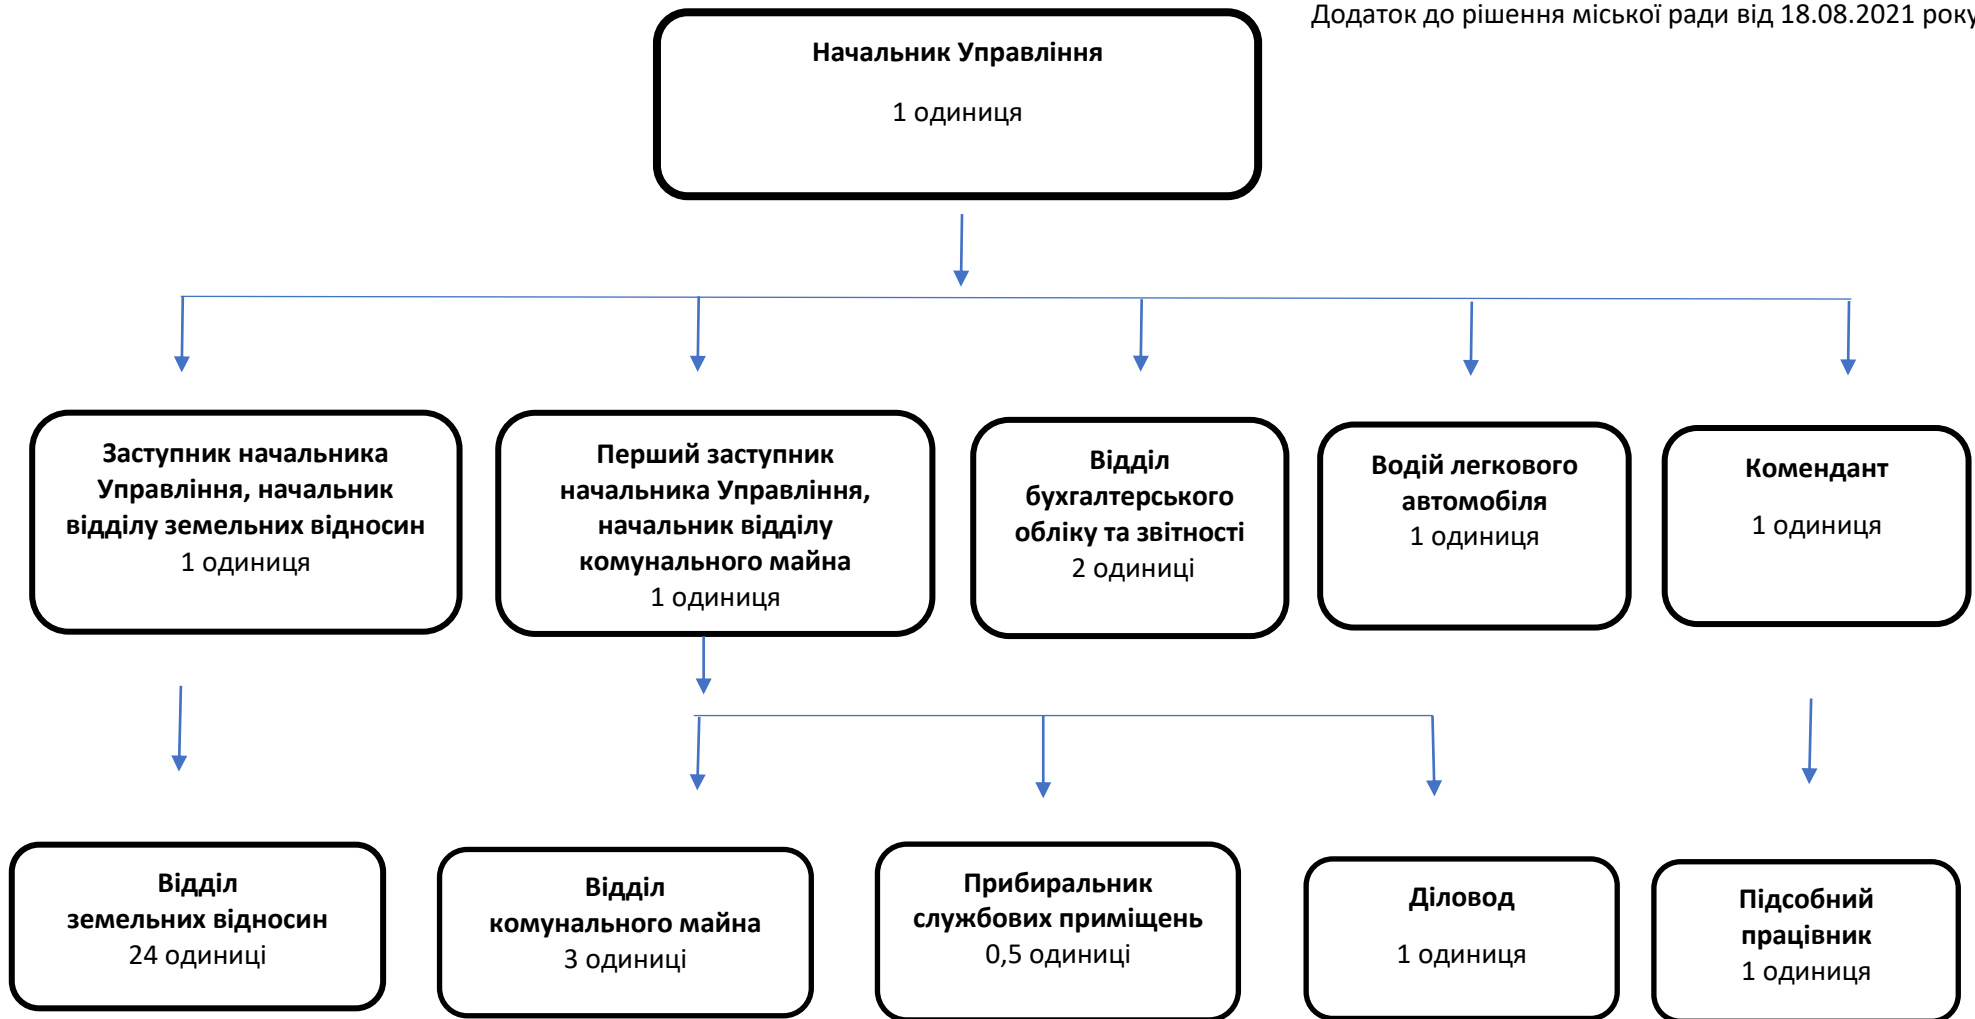 Додаток до рішення міської ради від 18.08.2021 року
Начальник Управління
1 одиниця
Заступник начальника
Управління, начальник
відділу земельних відносин
1 одиниця
Перший заступник
начальника Управління,
начальник відділу
комунального майна
1 одиниця
Відділ
бухгалтерського
обліку та звітності
2 одиниці
Водій легкового
автомобіля
1 одиниця
Комендант
1 одиниця
Відділ
земельних відносин
24 одиниці
Відділ
комунального майна
3 одиниці
Прибиральник
службових приміщень
0,5 одиниці
Діловод
1 одиниця
Підсобний
працівник
1 одиниця